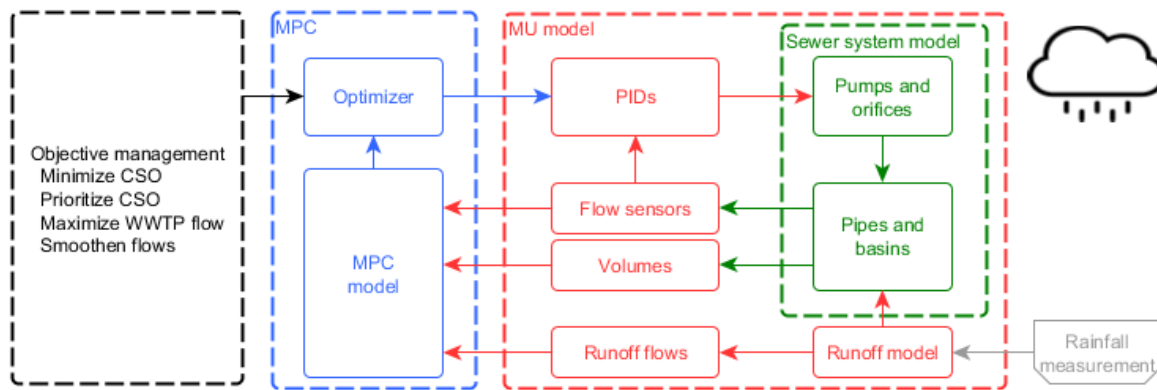 MPC
MU model
Sewer system model
Optimizer
PIDs
Pumps and
orifices
Objective management
Minimize CSO
Prioritize CSO
Maximize WWTP flow
Smoothen flows
MPC
model
Flow sensors
Volumes
Pipes and
basins
Runoff flows
Runoff model
Rainfall
measurement